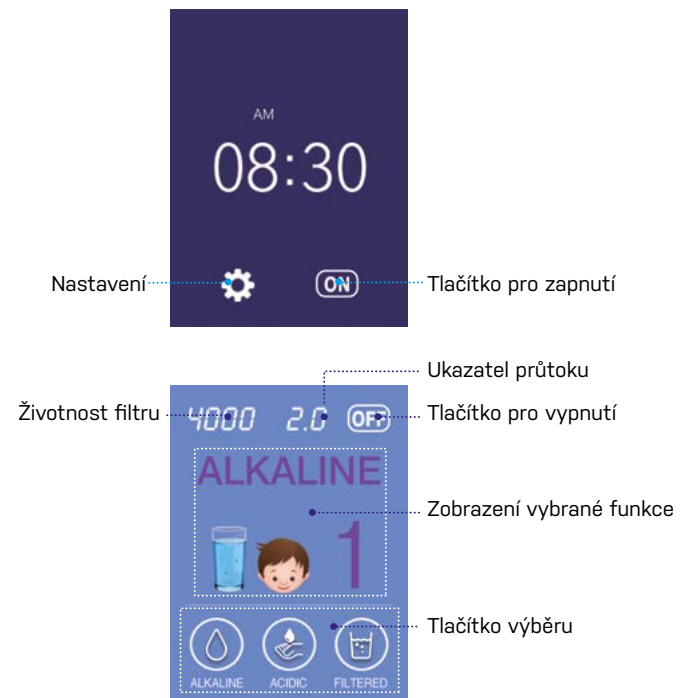 AM
08:30
Nastavení
ON
Tlačítko pro zapnutí
Ukazatel průtoku
Životnost filtru
4000
2.0
OFF
Tlačítko pro vypnutí
ALKALINE
1
Zobrazení vybrané funkce
Tlačítko výběru
ALKALINE
ACIDIC
FILTERED